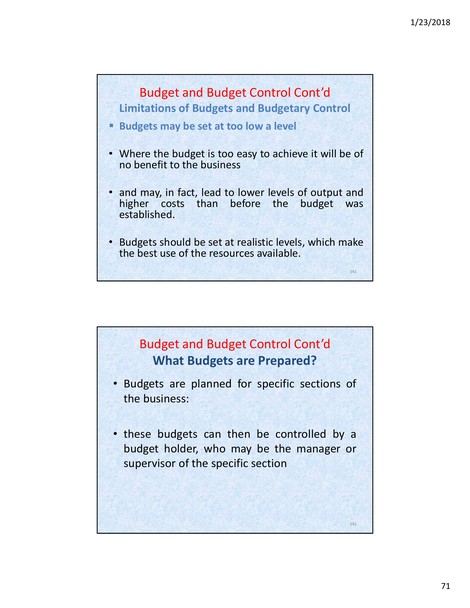 1/23/2018
Budget and Budget Control Cont'd
Limitations of Budgets and Budgetary Control
▪ Budgets may be set at too low a level
• Where the budget is too easy to achieve it will be of
no benefit to the business
• and may, in fact, lead to lower levels of output and
higher costs than before the budget was
established.
• Budgets should be set at realistic levels, which make
the best use of the resources available.
Budget and Budget Control Cont'd
What Budgets are Prepared?
• Budgets are planned for specific sections of
the business:
• these budgets can then be controlled by a
budget holder, who may be the manager or
supervisor of the specific section
71